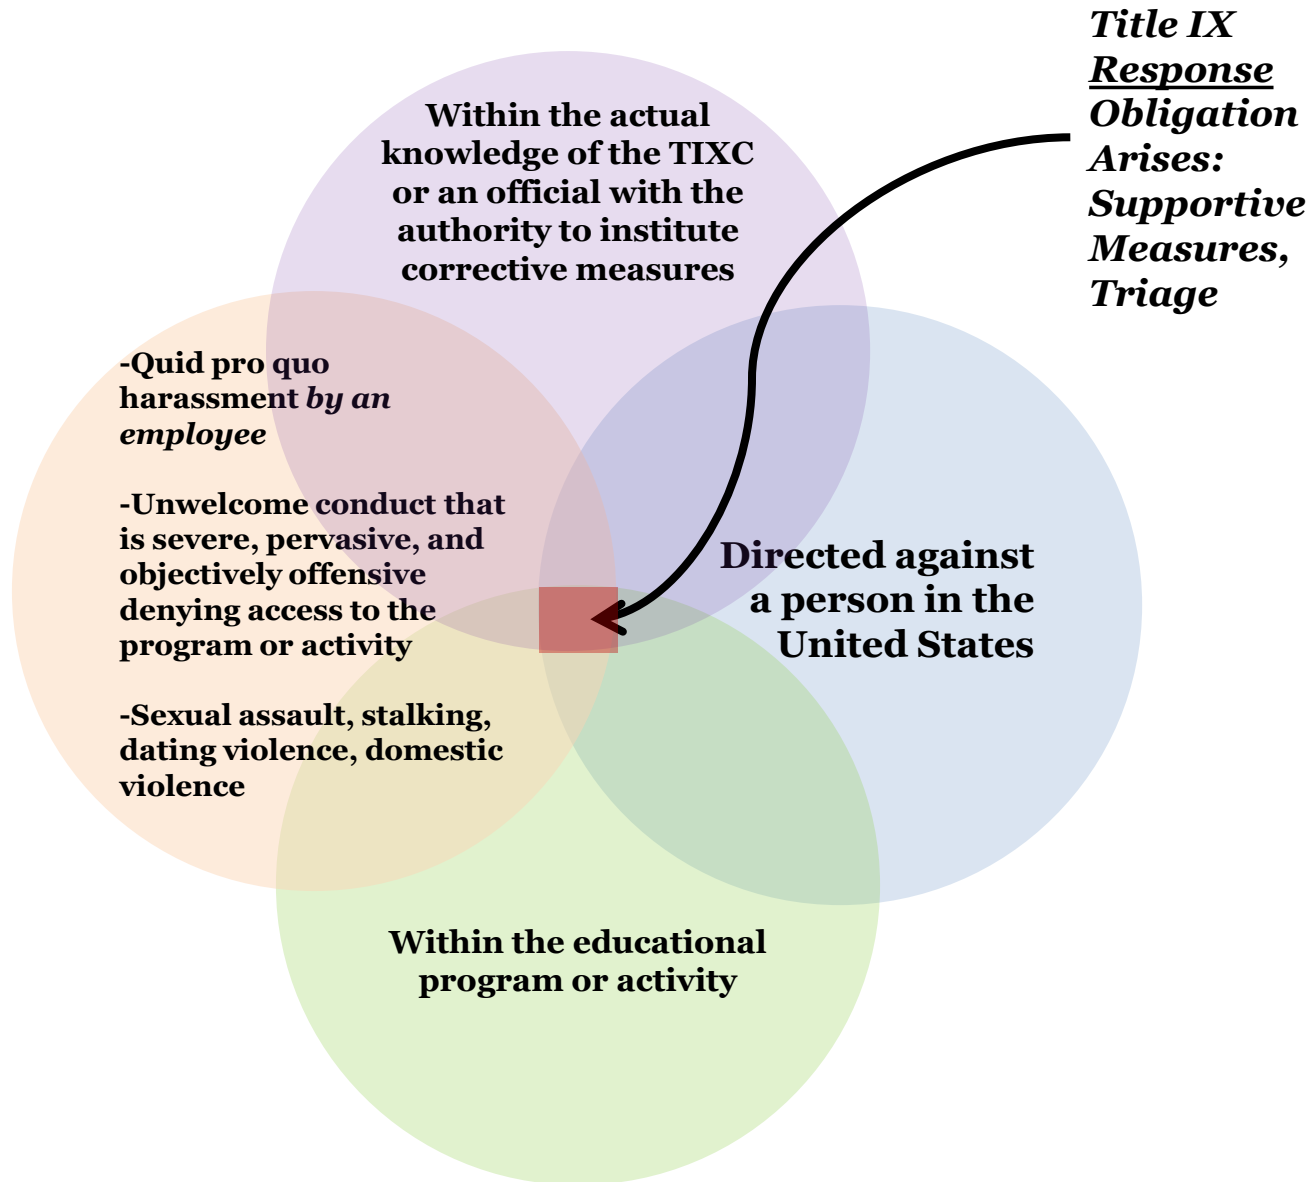 Title IX
Response
Obligation
Arises:
Supportive
Measures,
Triage
Within the actual
knowledge of the TIXC
or an official with the
authority to institute
corrective measures
-Quid pro quo
harassment by an
employee
-Unwelcome conduct that
is severe, pervasive, and
objectively offensive
denying access to the
program or activity
-Sexual assault, stalking,
dating violence, domestic
violence
Directed against
a person in the
United States
Within the educational
program or activity